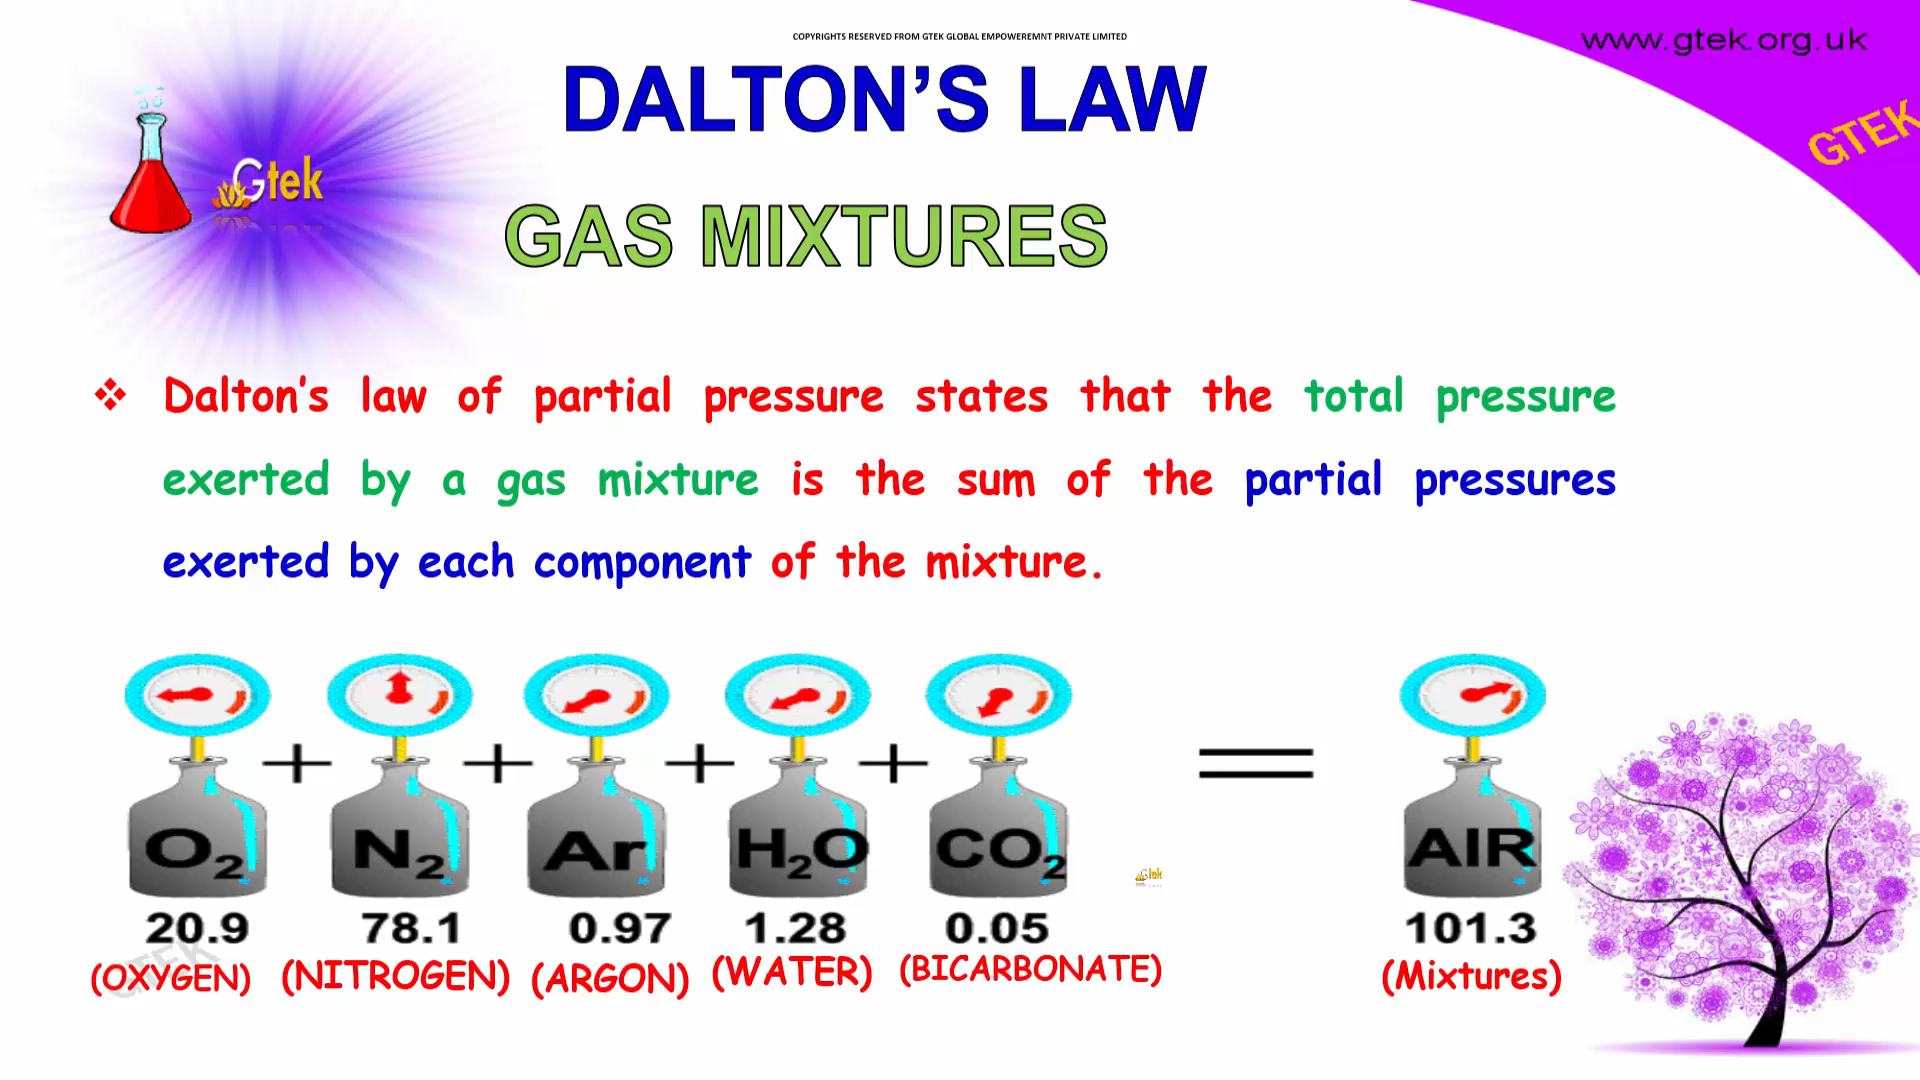 COPYRIGHTS RESERVED FROM GTEK GLOBAL EMPOWEREMNT PRIVATE LIMITED
www.gtek.org.uk
DALTON'S LAW
GTEK
Gtek
GAS MIXTURES
❖ Dalton's law of partial pressure states that the total pressure
exerted by a gas mixture is the sum of the partial pressures
exerted by each component of the mixture.
O₂ + N₂ + Ar + H₂O + CO₂ = AIR
Gtek
20.9 78.1 0.97 1.28 0.05 101.3
GTEK
(OXYGEN) (NITROGEN) (ARGON) (WATER) (BICARBONATE) (Mixtures)